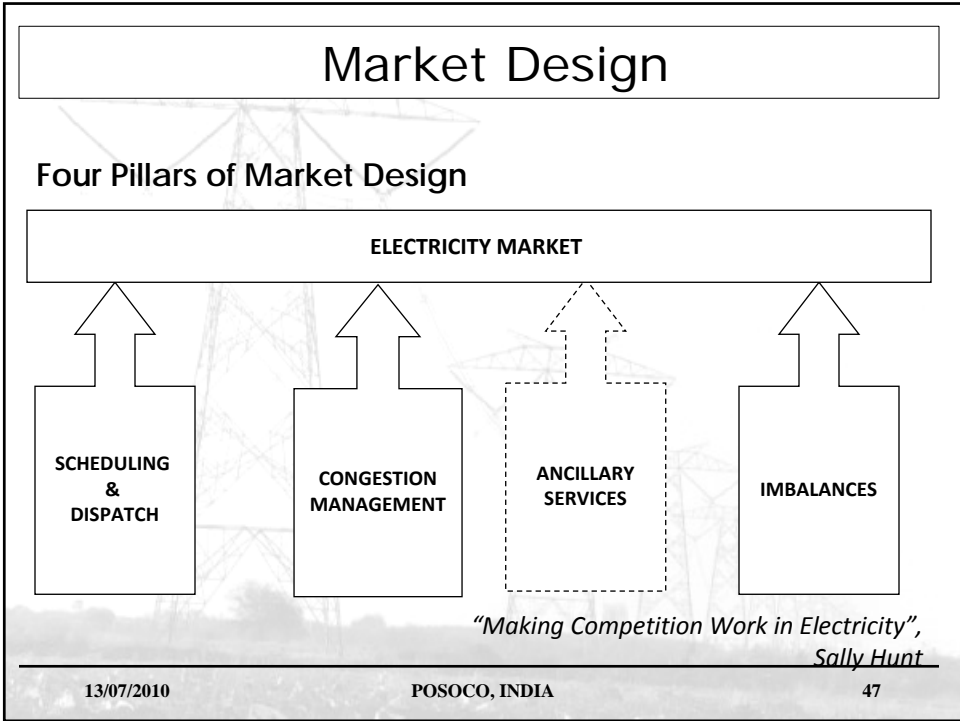 Market Design
Four Pillars of Market Design
ELECTRICITY MARKET
SCHEDULING
&
DISPATCH
CONGESTION
MANAGEMENT
ANCILLARY
SERVICES
IMBALANCES
“Making Competition Work in Electricity”,
Sally Hunt
13/07/2010 POSOCO, INDIA 47